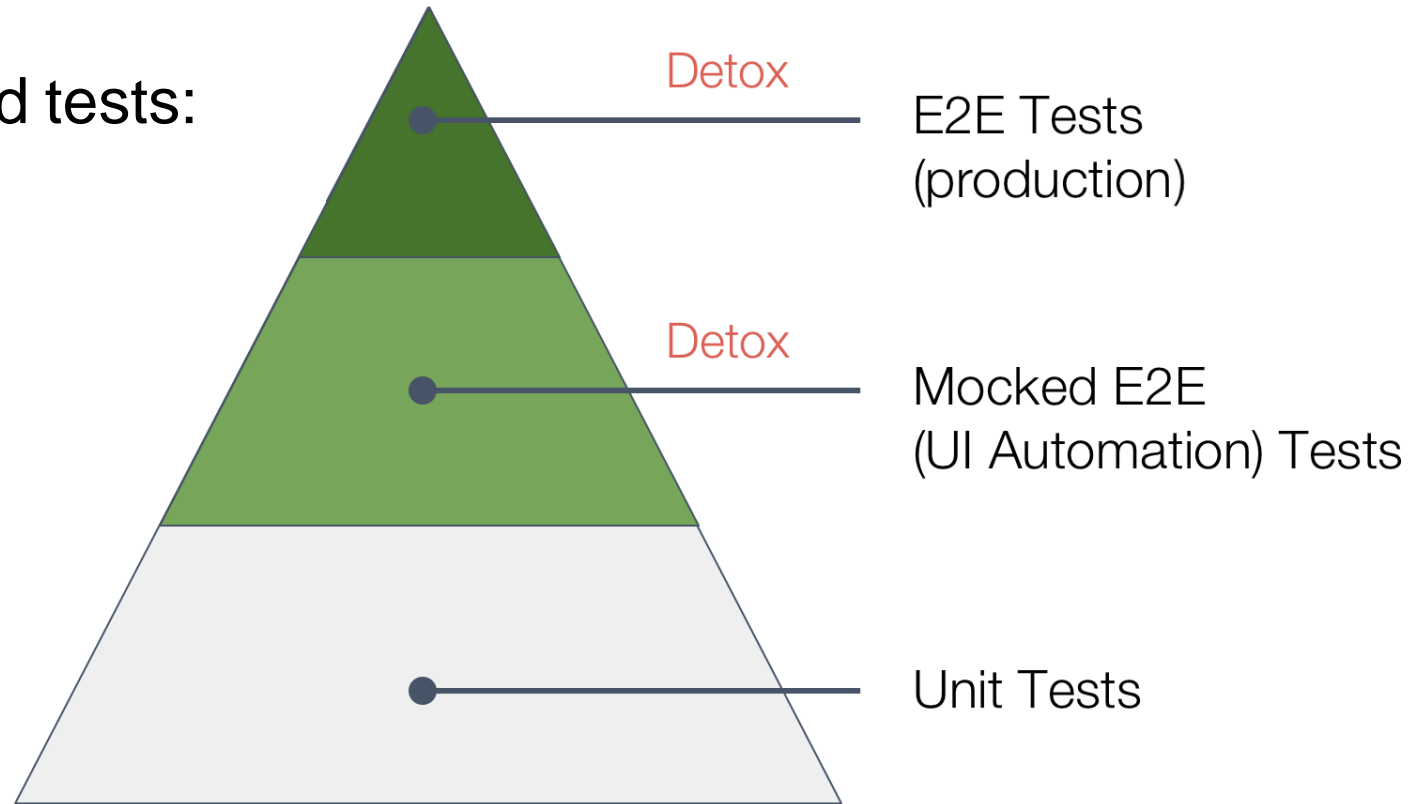 d tests:
Detox
E2E Tests
(production)
Detox
Mocked E2E
(UI Automation) Tests
Unit Tests